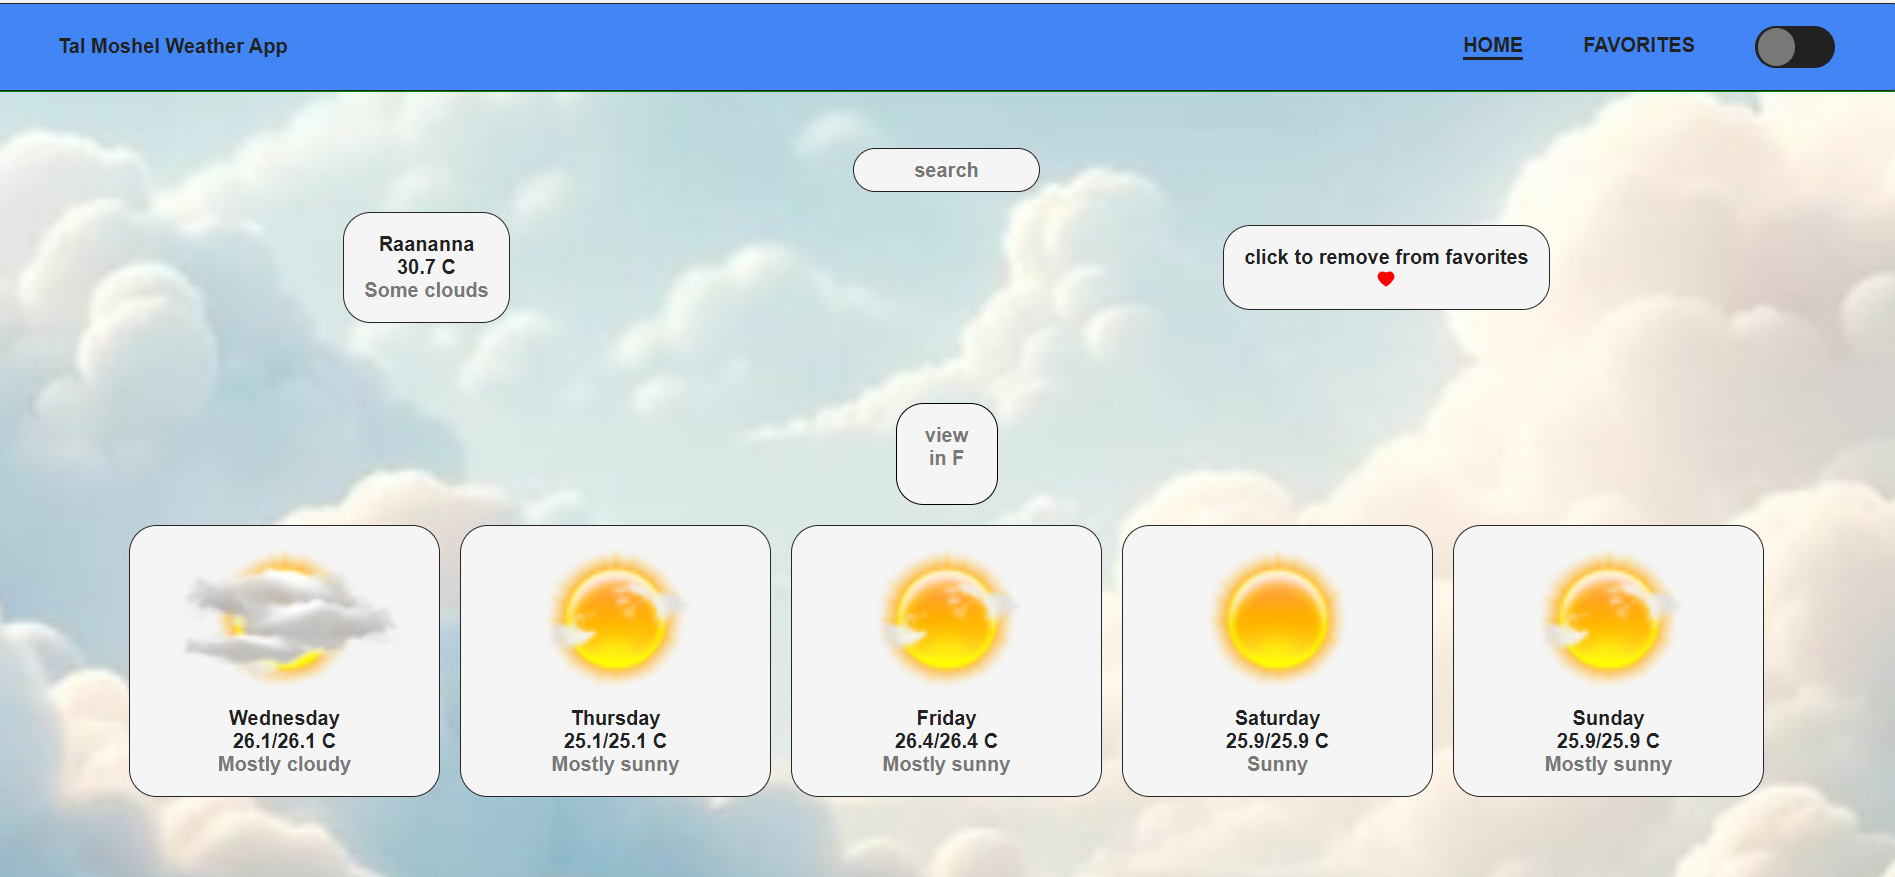 Tal Moshel Weather App
HOME
FAVORITES
search
Raananna
30.7 C
Some clouds
click to remove from favorites
view
in F
Wednesday
26.1/26.1 C
Mostly cloudy
Thursday
25.1/25.1 C
Mostly sunny
Friday
26.4/26.4 C
Mostly sunny
Saturday
25.9/25.9 C
Sunny
Sunday
25.9/25.9 C
Mostly sunny